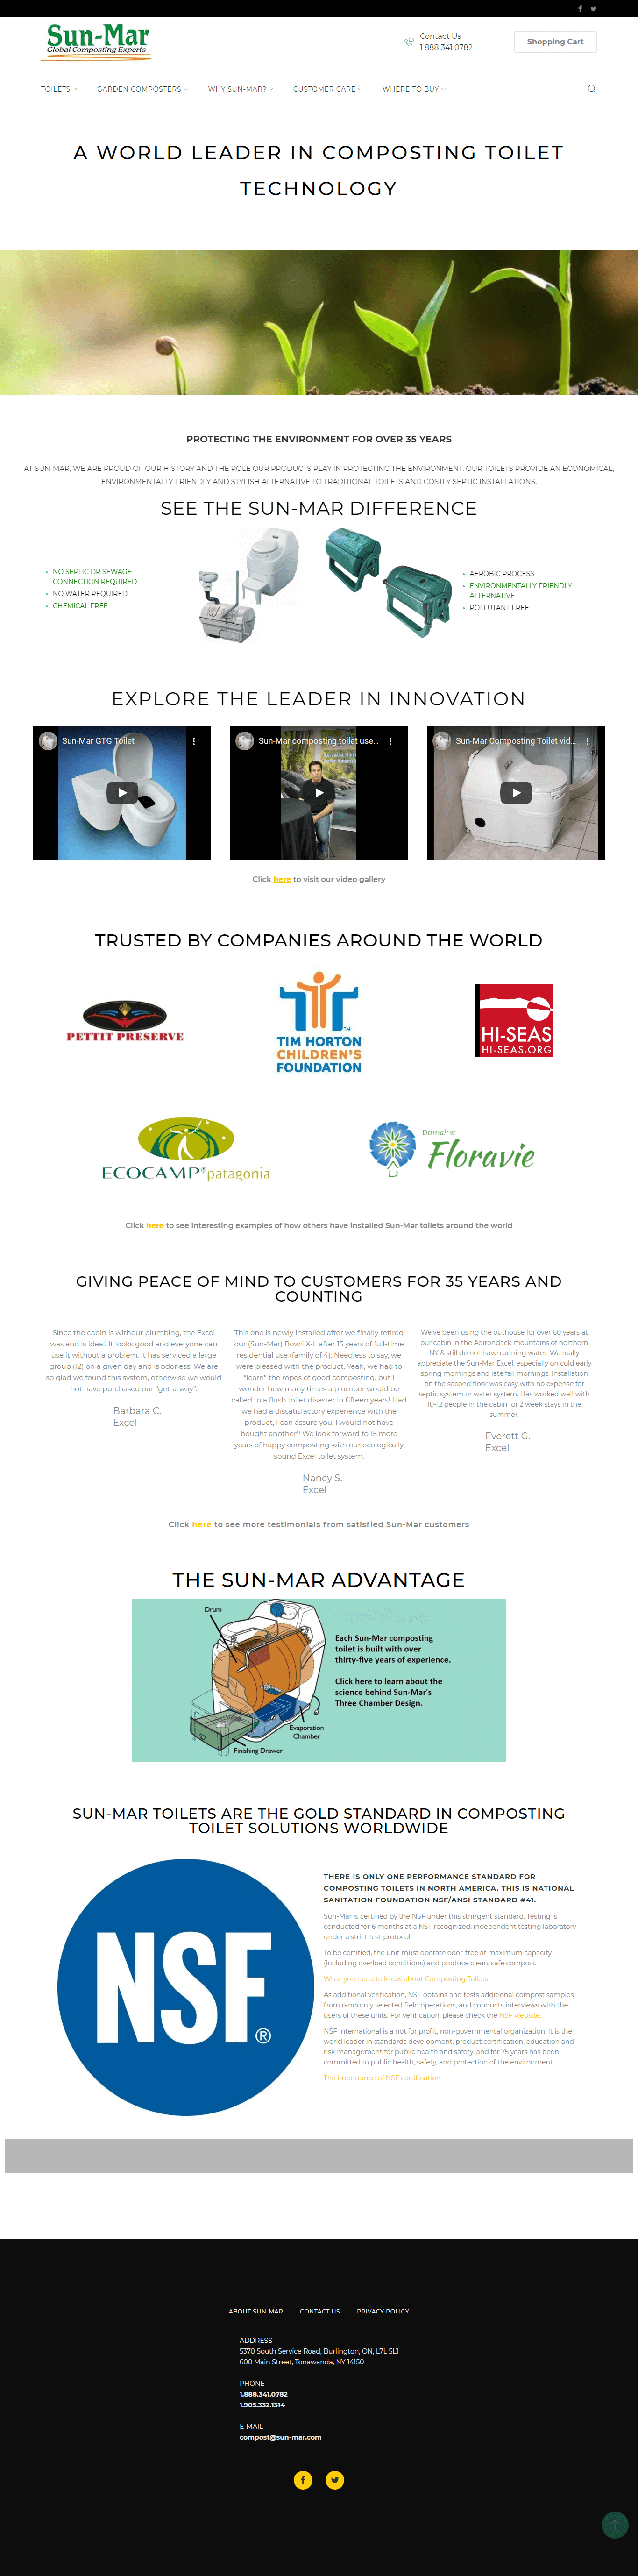 Sun-Mar
Global Composting Experts
Contact Us
1 888 341 0782
Shopping Cart
TOILETS
GARDEN COMPOSTERS
WHY SUN-MAR?
CUSTOMER CARE
WHERE TO BUY
A WORLD LEADER IN COMPOSTING TOILET
TECHNOLOGY
PROTECTING THE ENVIRONMENT FOR OVER 35 YEARS
AT SUN-MAR, WE ARE PROUD OF OUR HISTORY AND THE ROLE OUR PRODUCTS PLAY IN PROTECTING THE ENVIRONMENT. OUR TOILETS PROVIDE AN ECONOMICAL,
ENVIRONMENTALLY FRIENDLY AND STYLISH ALTERNATIVE TO TRADITIONAL TOILETS AND COSTLY SEPTIC INSTALLATIONS.
SEE THE SUN-MAR DIFFERENCE
NO SEPTIC OR SEWAGE
CONNECTION REQUIRED
NO WATER REQUIRED
CHEMICAL FREE
AEROBIC PROCESS
ENVIRONMENTALLY FRIENDLY
ALTERNATIVE
POLLUTANT FREE
EXPLORE THE LEADER IN INNOVATION
Sun-Mar GTG Toilet
Sun-Mar composting toilet use...
Sun-Mar Composting Toilet vid...
Click here to visit our video gallery
TRUSTED BY COMPANIES AROUND THE WORLD
PETTIT PRESERVE
TIM HORTON
CHILDREN'S
FOUNDATION
HI-SEAS
HI-SEAS.ORG
ECOCAMP® patagonia
Domaine
Floravie
Click here to see interesting examples of how others have installed Sun-Mar toilets around the world
GIVING PEACE OF MIND TO CUSTOMERS FOR 35 YEARS AND
COUNTING
Since the cabin is without plumbing, the Excel
was and is ideal. It looks good and everyone can
use it without a problem. It has serviced a large
group (12) on a given day and is odorless. We are
so glad we found this system, otherwise we would
not have purchased our "get-a-way".
Barbara C.
Excel
This one is newly installed after we finally retired
our (Sun-Mar) Bowli X-L after 15 years of full-time
residential use (family of 4). Needless to say, we
were pleased with the product. Yeah, we had to
"learn" the ropes of good composting, but I
wonder how many times a plumber would be
called to a flush toilet disaster in fifteen years! Had
we had a dissatisfactory experience with the
product, I can assure you, I would not have
bought another!! We look forward to 15 more
years of happy composting with our ecologically
sound Excel toilet system.
Nancy S.
Excel
We've been using the outhouse for over 60 years at
our cabin in the Adirondack mountains of northern
NY & still do not have running water. We really
appreciate the Sun-Mar Excel, especially on cold early
spring mornings and late fall mornings. Installation
on the second floor was easy with no expense for
septic system or water system. Has worked well with
10-12 people in the cabin for 2 week stays in the
summer.
Everett G.
Excel
Click here to see more testimonials from satisfied Sun-Mar customers
THE SUN-MAR ADVANTAGE
Drum
Each Sun-Mar composting
toilet is built with over
thirty-five years of experience.
Click here to learn about the
science behind Sun-Mar's
Three Chamber Design.
Evaporation
Chamber
Finishing Drawer
SUN-MAR TOILETS ARE THE GOLD STANDARD IN COMPOSTING
TOILET SOLUTIONS WORLDWIDE
NSF®
THERE IS ONLY ONE PERFORMANCE STANDARD FOR
COMPOSTING TOILETS IN NORTH AMERICA. THIS IS NATIONAL
SANITATION FOUNDATION NSF/ANSI STANDARD #41.
Sun-Mar is certified by the NSF under this stringent standard. Testing is
conducted for 6 months at a NSF recognized, independent testing laboratory
under a strict test protocol.
To be certified, the unit must operate odor-free at maximum capacity
(including overload conditions) and produce clean, safe compost.
What you need to know about Composting Toilets
As additional verification, NSF obtains and tests additional compost samples
from randomly selected field operations, and conducts interviews with the
users of these units. For verification, please check the NSF website.
NSF International is a not for profit, non-governmental organization. It is the
world leader in standards development, product certification, education and
risk management for public health and safety, and for 75 years has been
committed to public health, safety, and protection of the environment.
The importance of NSF certification
ABOUT SUN-MAR
CONTACT US
PRIVACY POLICY
ADDRESS
5370 South Service Road, Burlington, ON, L7L 5L1
600 Main Street, Tonawanda, NY 14150
PHONE
1.888.341.0782
1.905.332.1314
E-MAIL
compost@sun-mar.com